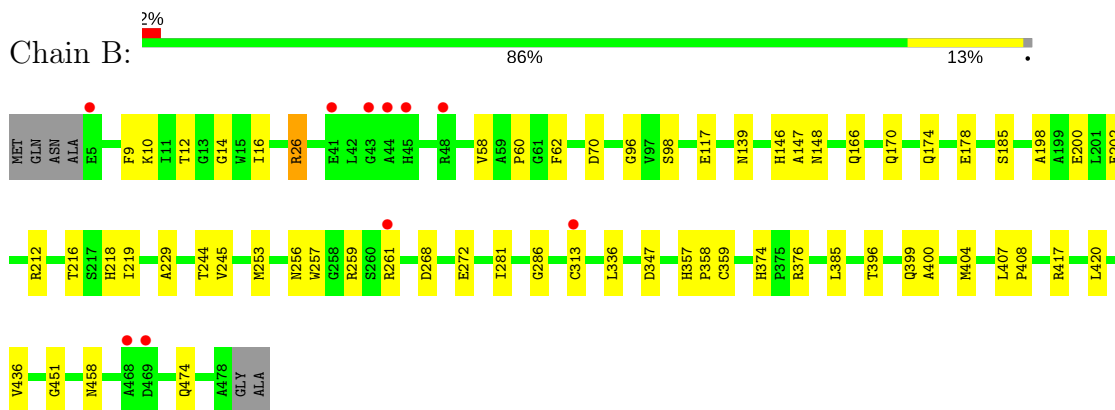 2%
Chain B:
86% 13% •
MET GLN ASN ALA E5 F9 K10 I11 T12 G13 G14 W15 I16 R26 E41 L42 G43 A44 H45 R48 V58 A59 P60 G61 F62 D70 G96 V97 S98 E117 N139 H146 A147 N148 Q166 Q170 Q174 E178 S185 A198 A199 E200 L201
R212 T216 S217 H218 I219 A229 T244 V245 M253 N256 W257 G258 R259 S260 R261 D268 E272 I281 G286 C313 L336 D347 H357 P358 C359 H374 P375 R376 L385 T396 Q399 A400 M404 L407 P408 R417 L420
V436 G451 N458 A468 D469 Q474 A478 GLY ALA